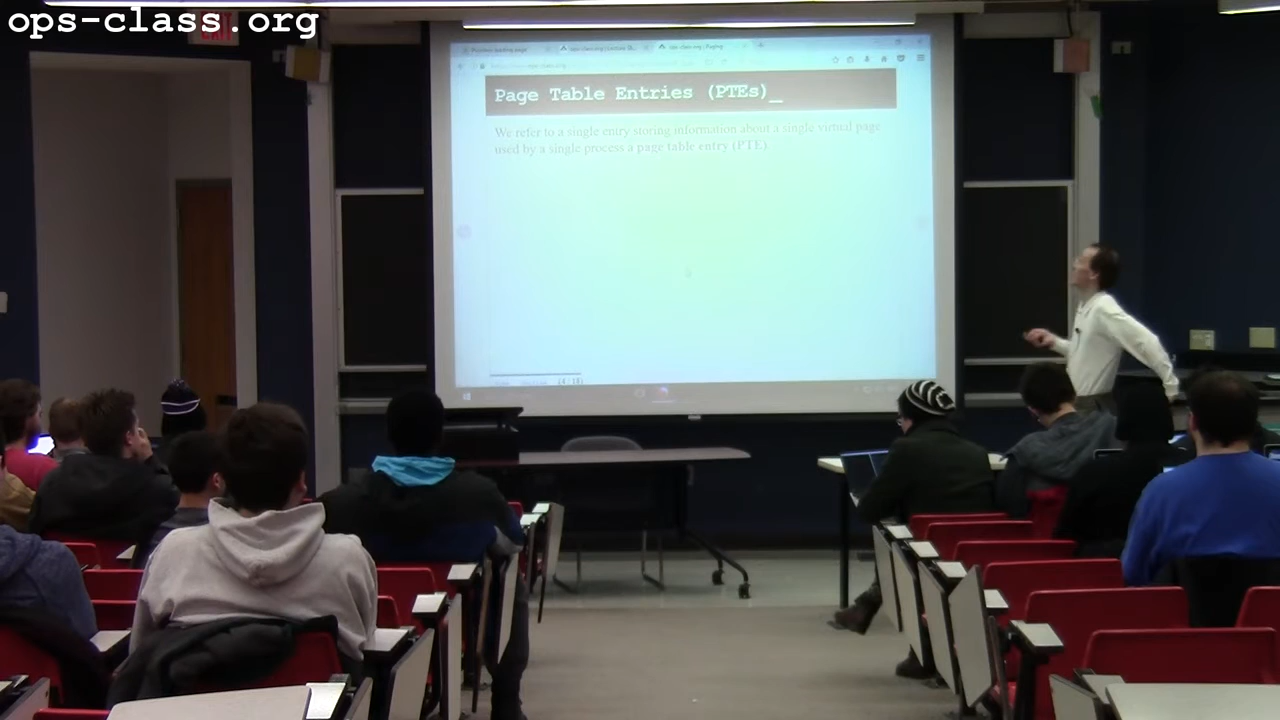 ops-class.org
EXIT
Page Table Entries (PTEs)_
We refer to a single entry storing information about a single virtual page
used by a single process a page table entry (PTE)